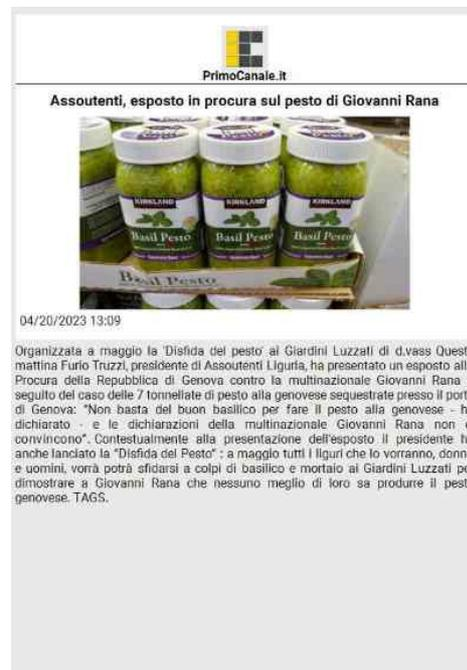 PrimoCanale.it
Assoutenti, esposto in procura sul pesto di Giovanni Rana
KIRKLAND
KIRKLAND
KIRKLAND
Basil Pesto
Basil Pesto
Basil Pesto
Basil Pesto
04/20/2023 13:09
Organizzata a maggio la 'Disfida del pesto' ai Giardini Luzzati di d.vass Quest
mattina Furio Truzzi, presidente di Assoutenti Liguria, ha presentato un esposto all
Procura della Repubblica di Genova contro la multinazionale Giovanni Rana
seguito del caso delle 7 tonnellate di pesto alla genovese sequestrate presso il port
di Genova: "Non basta del buon basilico per fare il pesto alla genovese - h
dichiarato - e le dichiarazioni della multinazionale Giovanni Rana non c
convincono". Contestualmente alla presentazione dell'esposto il presidente h
anche lanciato la "Disfida del Pesto" : a maggio tutti i liguri che lo vorranno, donn
e uomini, vorrà potrà sfidarsi a colpi di basilico e mortaio ai Giardini Luzzati pe
dimostrare a Giovanni Rana che nessuno meglio di loro sa produrre il pest
genovese. TAGS.